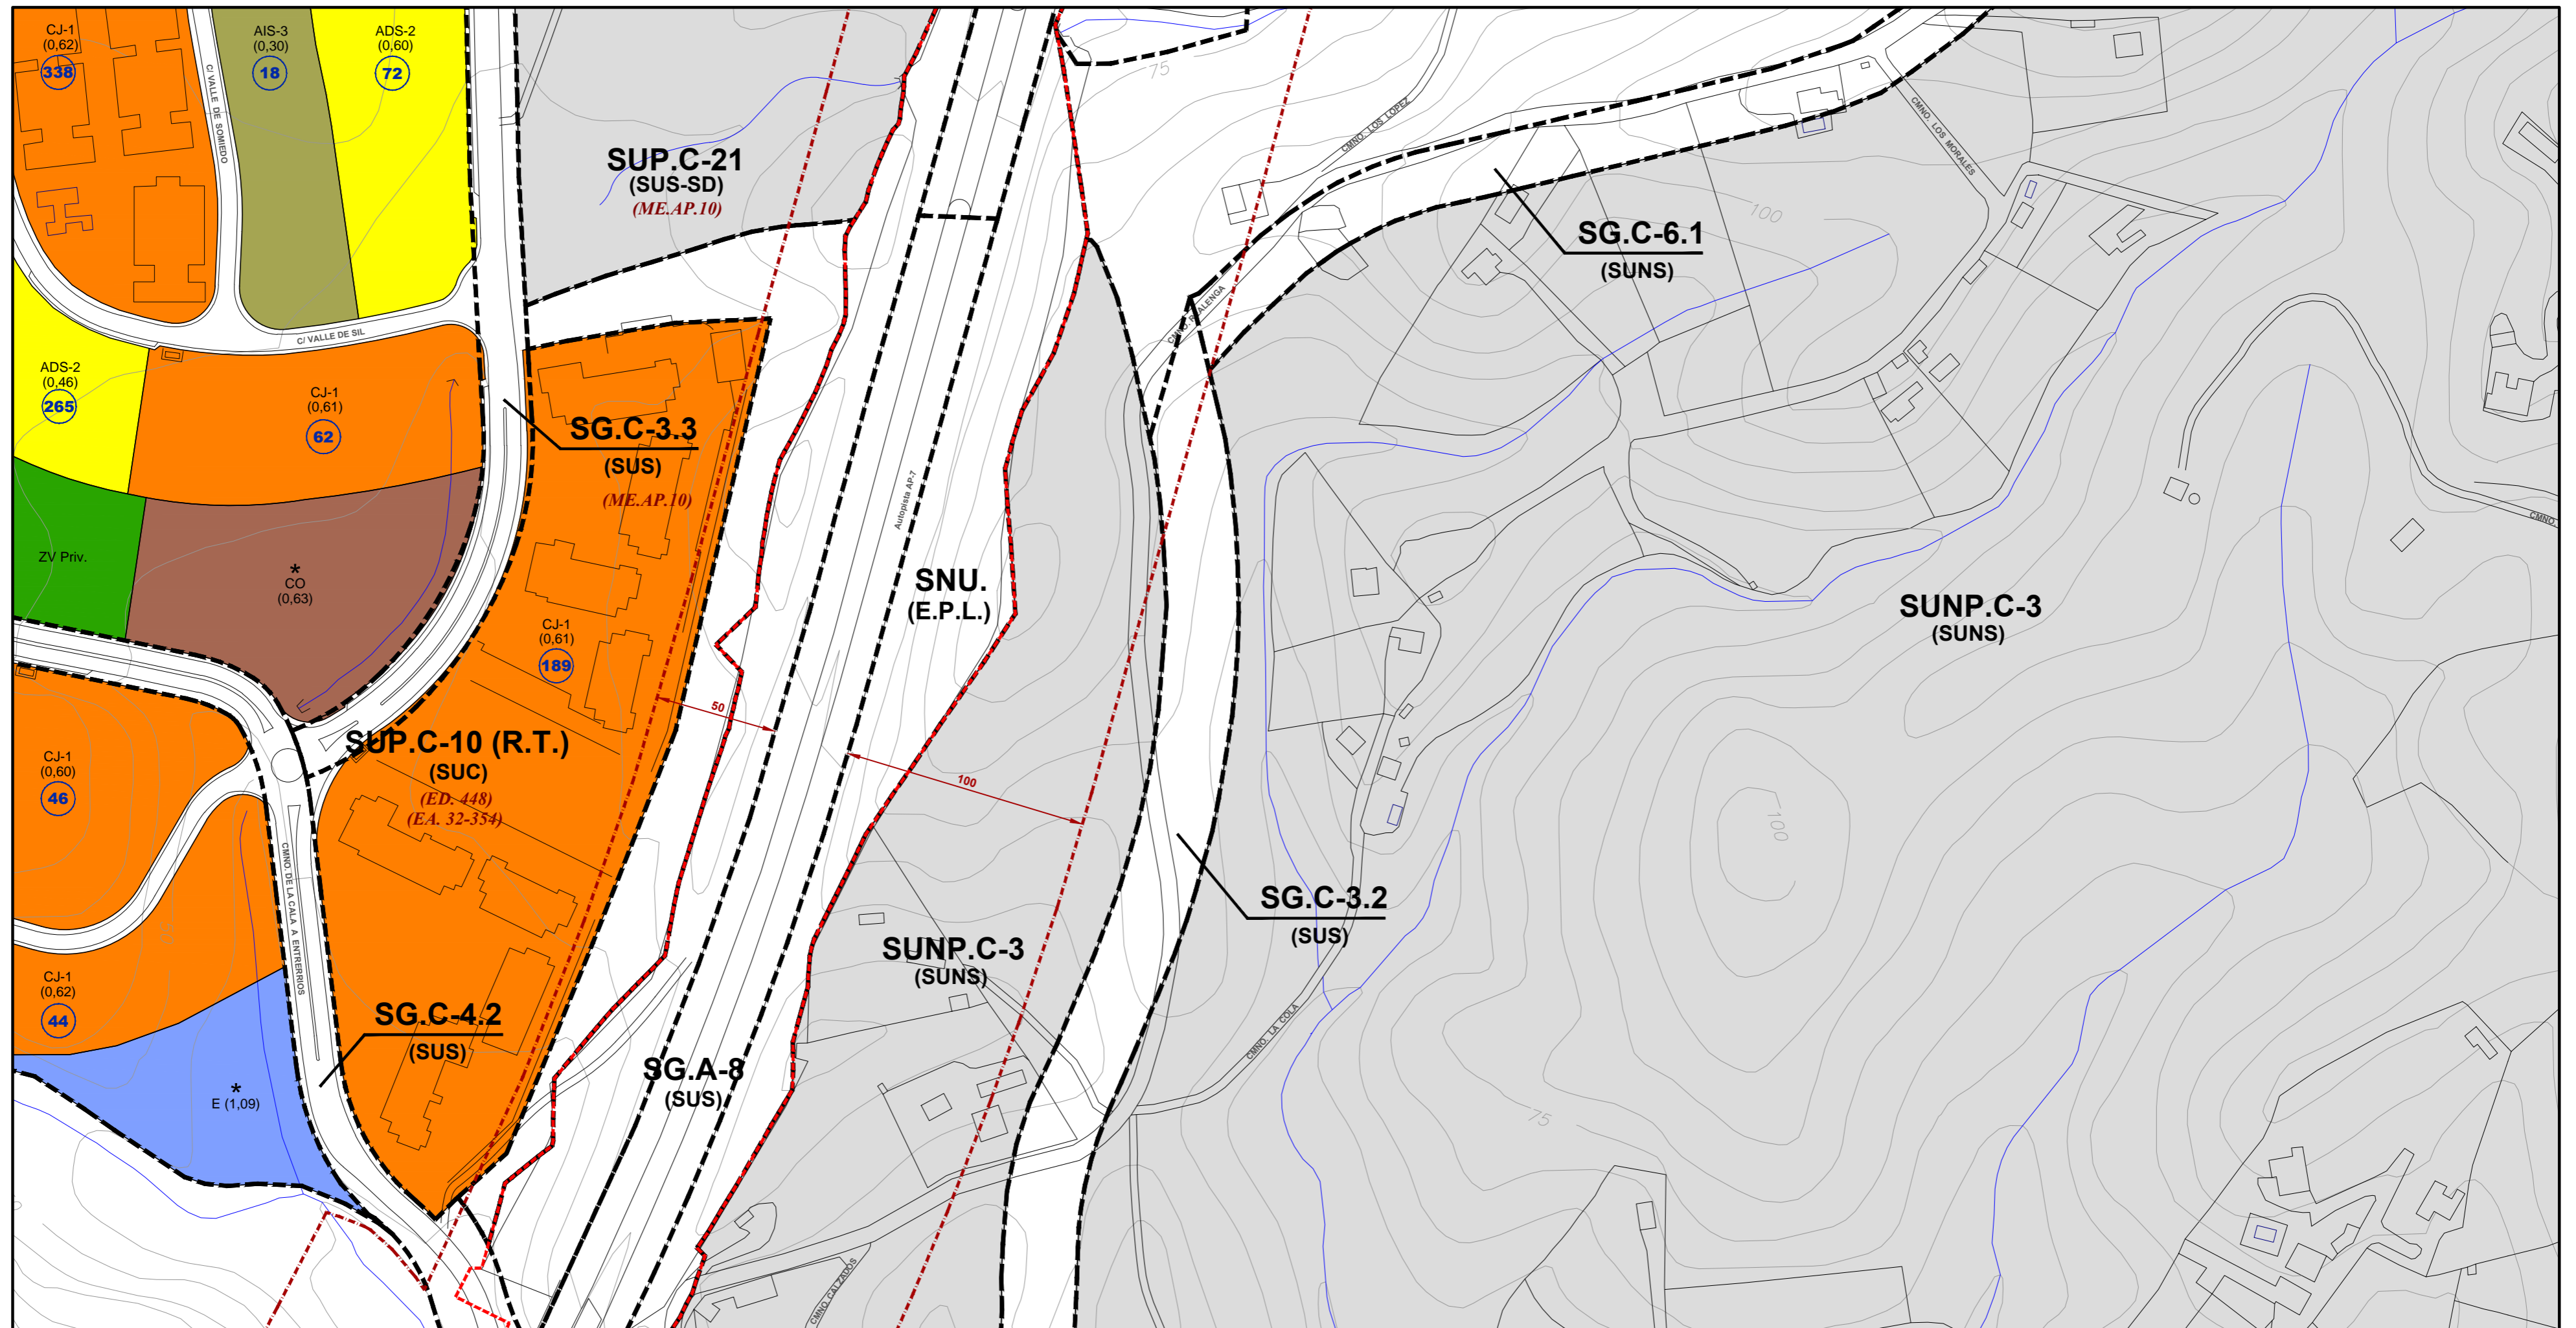 CJ-1
(0,62)
338
AIS-3
(0,30)
18
ADS-2
(0,60)
72
C/ VALLE DE SOMIEDO
SUP.C-21
(SUS-SD)
(ME.AP.10)
75
CMNO. LOS LOPEZ
CMNO. LOS MORALES
100
SG.C-6.1
(SUNS)
CMNO. REALENGA
C/ VALLE DE SIL
ADS-2
(0,46)
265
CJ-1
(0,61)
62
SG.C-3.3
(SUS)
(ME.AP.10)
Autopista AP-7
CMNO.
ZV Priv.
*
CO
(0,63)
SNU.
(E.P.L.)
CJ-1
(0,61)
189
SUNP.C-3
(SUNS)
50
100
SUP.C-10 (R.T.)
(SUC)
(ED. 448)
(EA. 32-354)
CJ-1
(0,60)
46
100
CMNO. DE LA CALA A ENTRERRIOS
50
SG.C-3.2
(SUS)
SUNP.C-3
(SUNS)
CJ-1
(0,62)
44
SG.C-4.2
(SUS)
CMNO. LA COLA
SG.A-8
(SUS)
*
E (1,09)
75
CMNO. CALZADOS